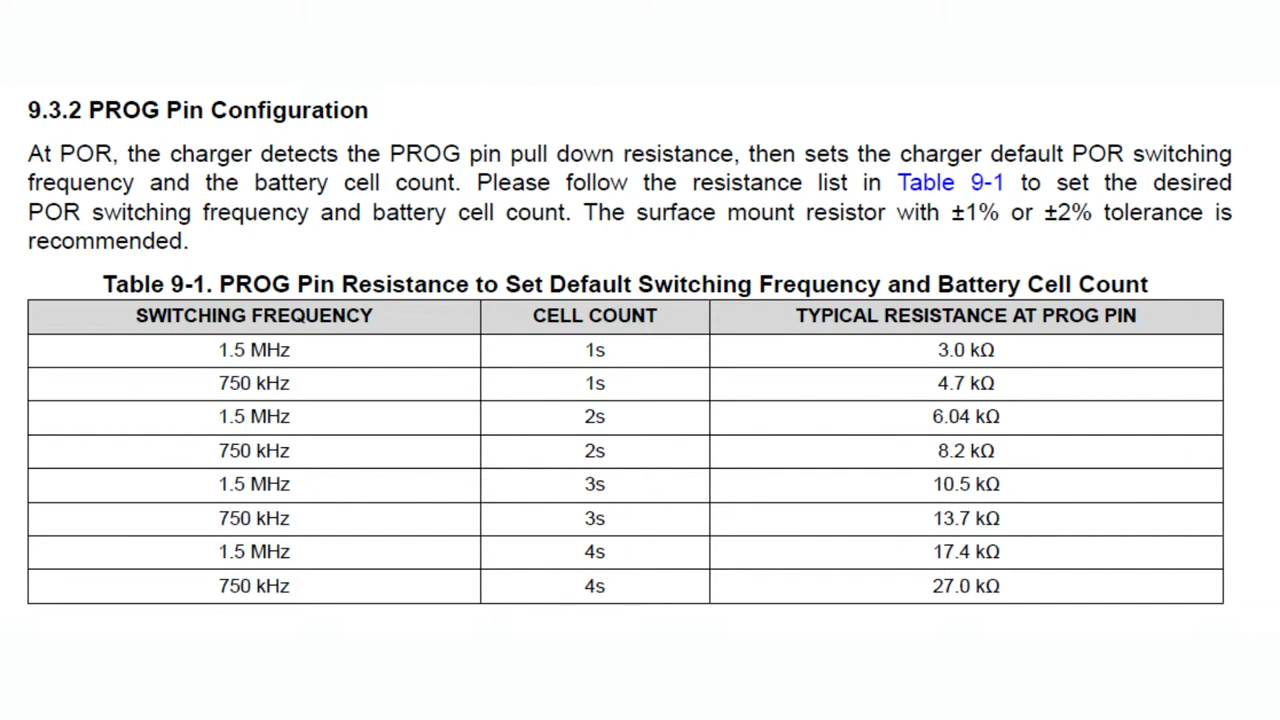 9.3.2 PROG Pin Configuration
At POR, the charger detects the PROG pin pull down resistance, then sets the charger default POR switching
frequency and the battery cell count. Please follow the resistance list in Table 9-1 to set the desired
POR switching frequency and battery cell count. The surface mount resistor with ±1% or ±2% tolerance is
recommended.
Table 9-1. PROG Pin Resistance to Set Default Switching Frequency and Battery Cell Count
SWITCHING FREQUENCY CELL COUNT TYPICAL RESISTANCE AT PROG PIN
1.5 MHz 1s 3.0 kΩ
750 kHz 1s 4.7 kΩ
1.5 MHz 2s 6.04 kΩ
750 kHz 2s 8.2 kΩ
1.5 MHz 3s 10.5 kΩ
750 kHz 3s 13.7 kΩ
1.5 MHz 4s 17.4 kΩ
750 kHz 4s 27.0 kΩ